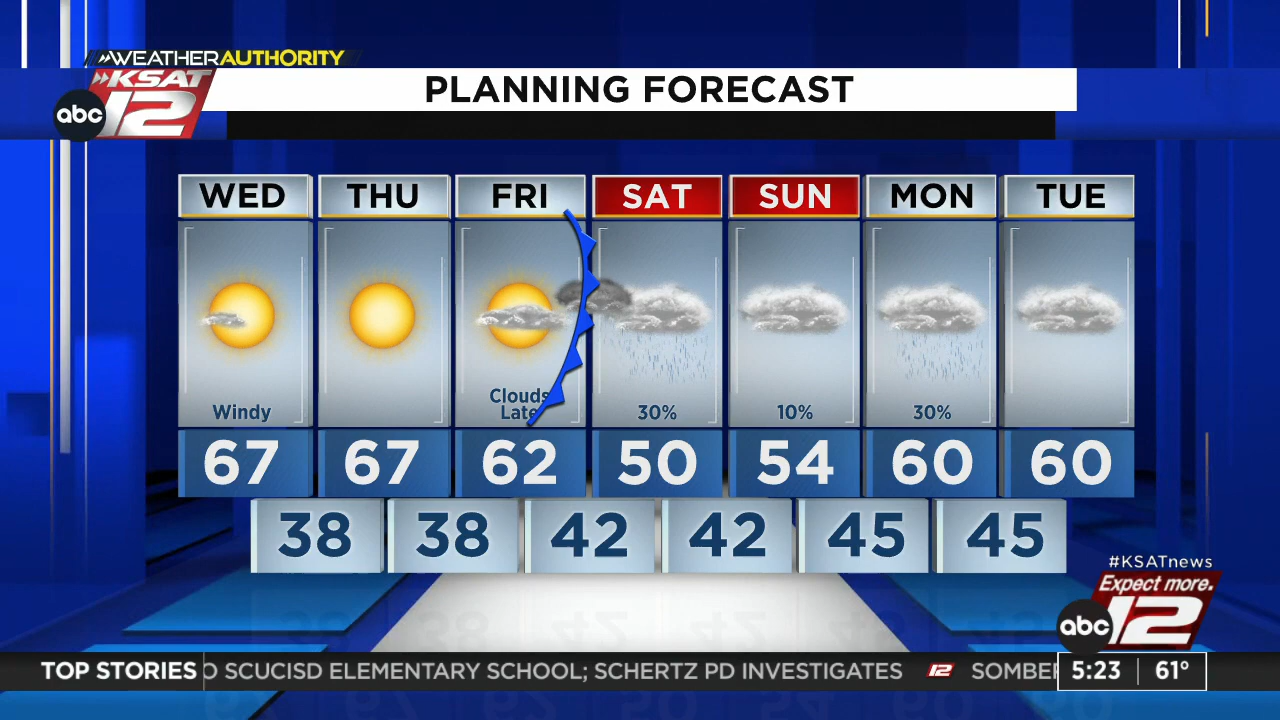 WEATHERAUTHORITY
KSAT
abc 12
PLANNING FORECAST
WED THU FRI SAT SUN MON TUE
Windy Clouds Late 30% 10% 30%
67 67 62 50 54 60 60
38 38 42 42 45 45
#KSATnews
Expect more.
abc 12
TOP STORIES O SCUCISD ELEMENTARY SCHOOL; SCHERTZ PD INVESTIGATES 12 SOMBE 5:23 61°